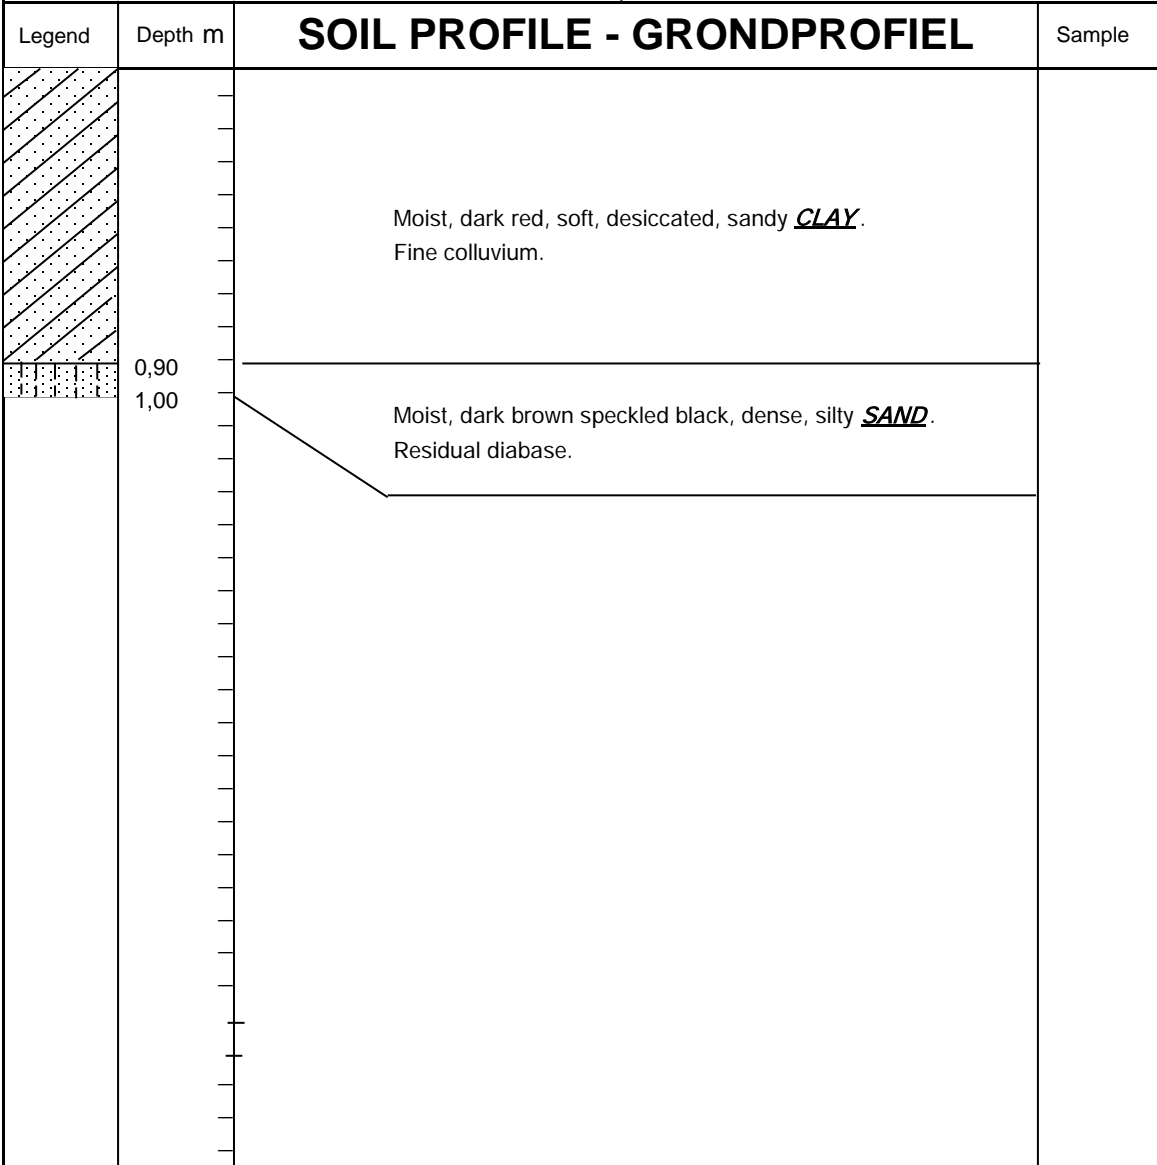 Legend Depth m SOIL PROFILE - GRONDPROFIEL Sample
Moist, dark red, soft, desiccated, sandy CLAY.
Fine colluvium.
0,90
1,00
Moist, dark brown speckled black, dense, silty SAND.
Residual diabase.